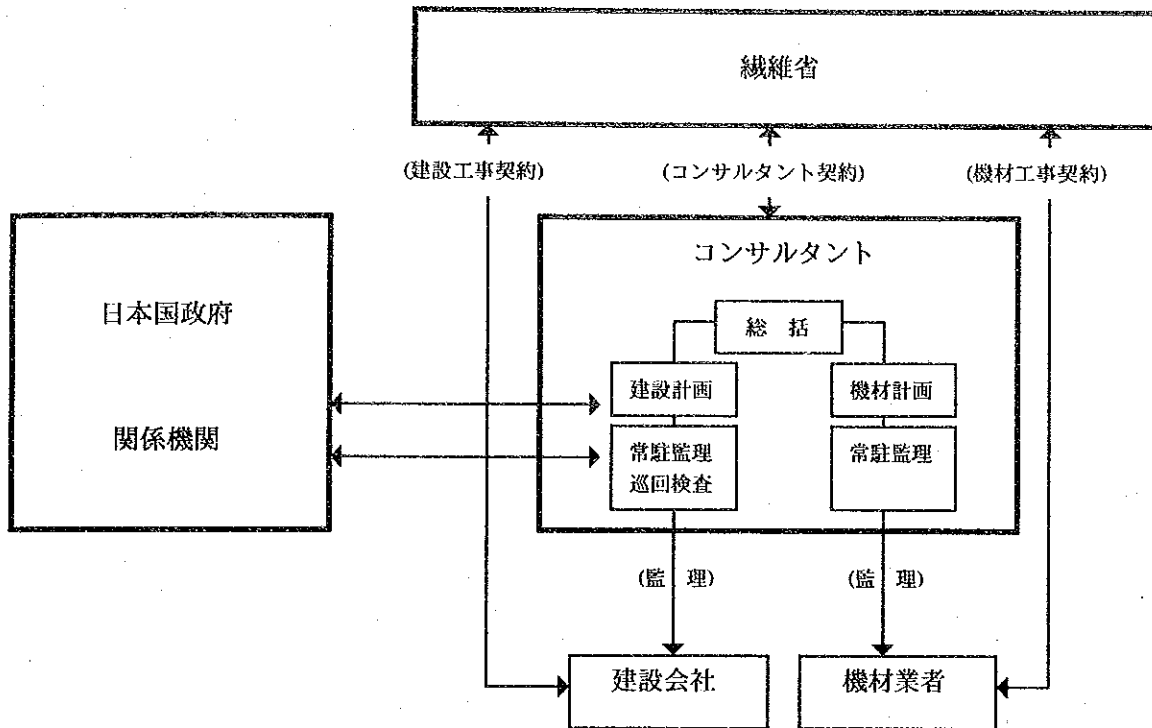 繊維省
(建設工事契約)
(コンサルタント契約)
(機材工事契約)
日本国政府
関係機関
コンサルタント
総 括
建設計画
機材計画
常駐監理
巡回検査
常駐監理
(監 理)
(監 理)
建設会社
機材業者